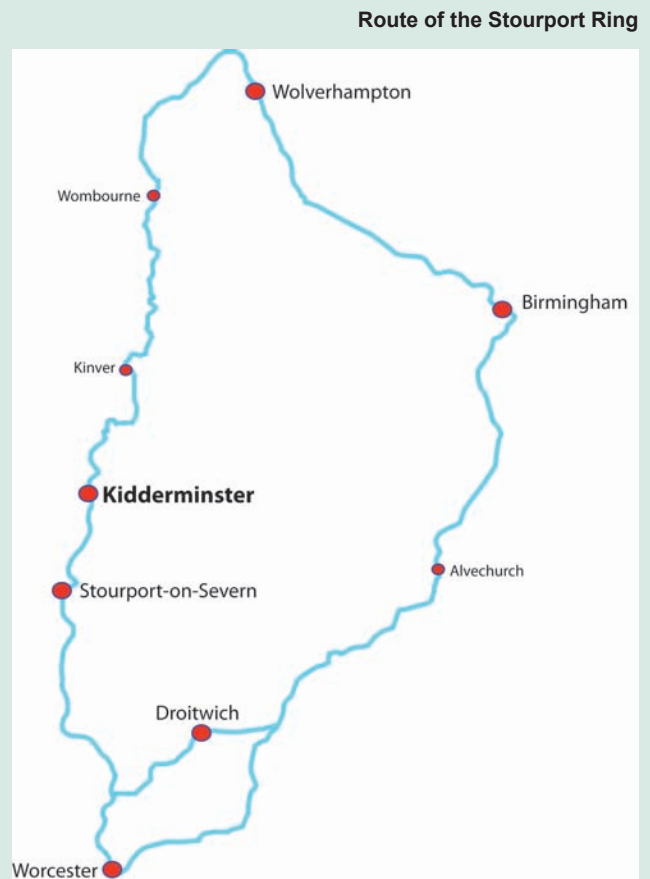 Route of the Stourport Ring
Wolverhampton
Wombourne
Birmingham
Kinver
Kidderminster
Alvechurch
Stourport-on-Severn
Droitwich
Worcester